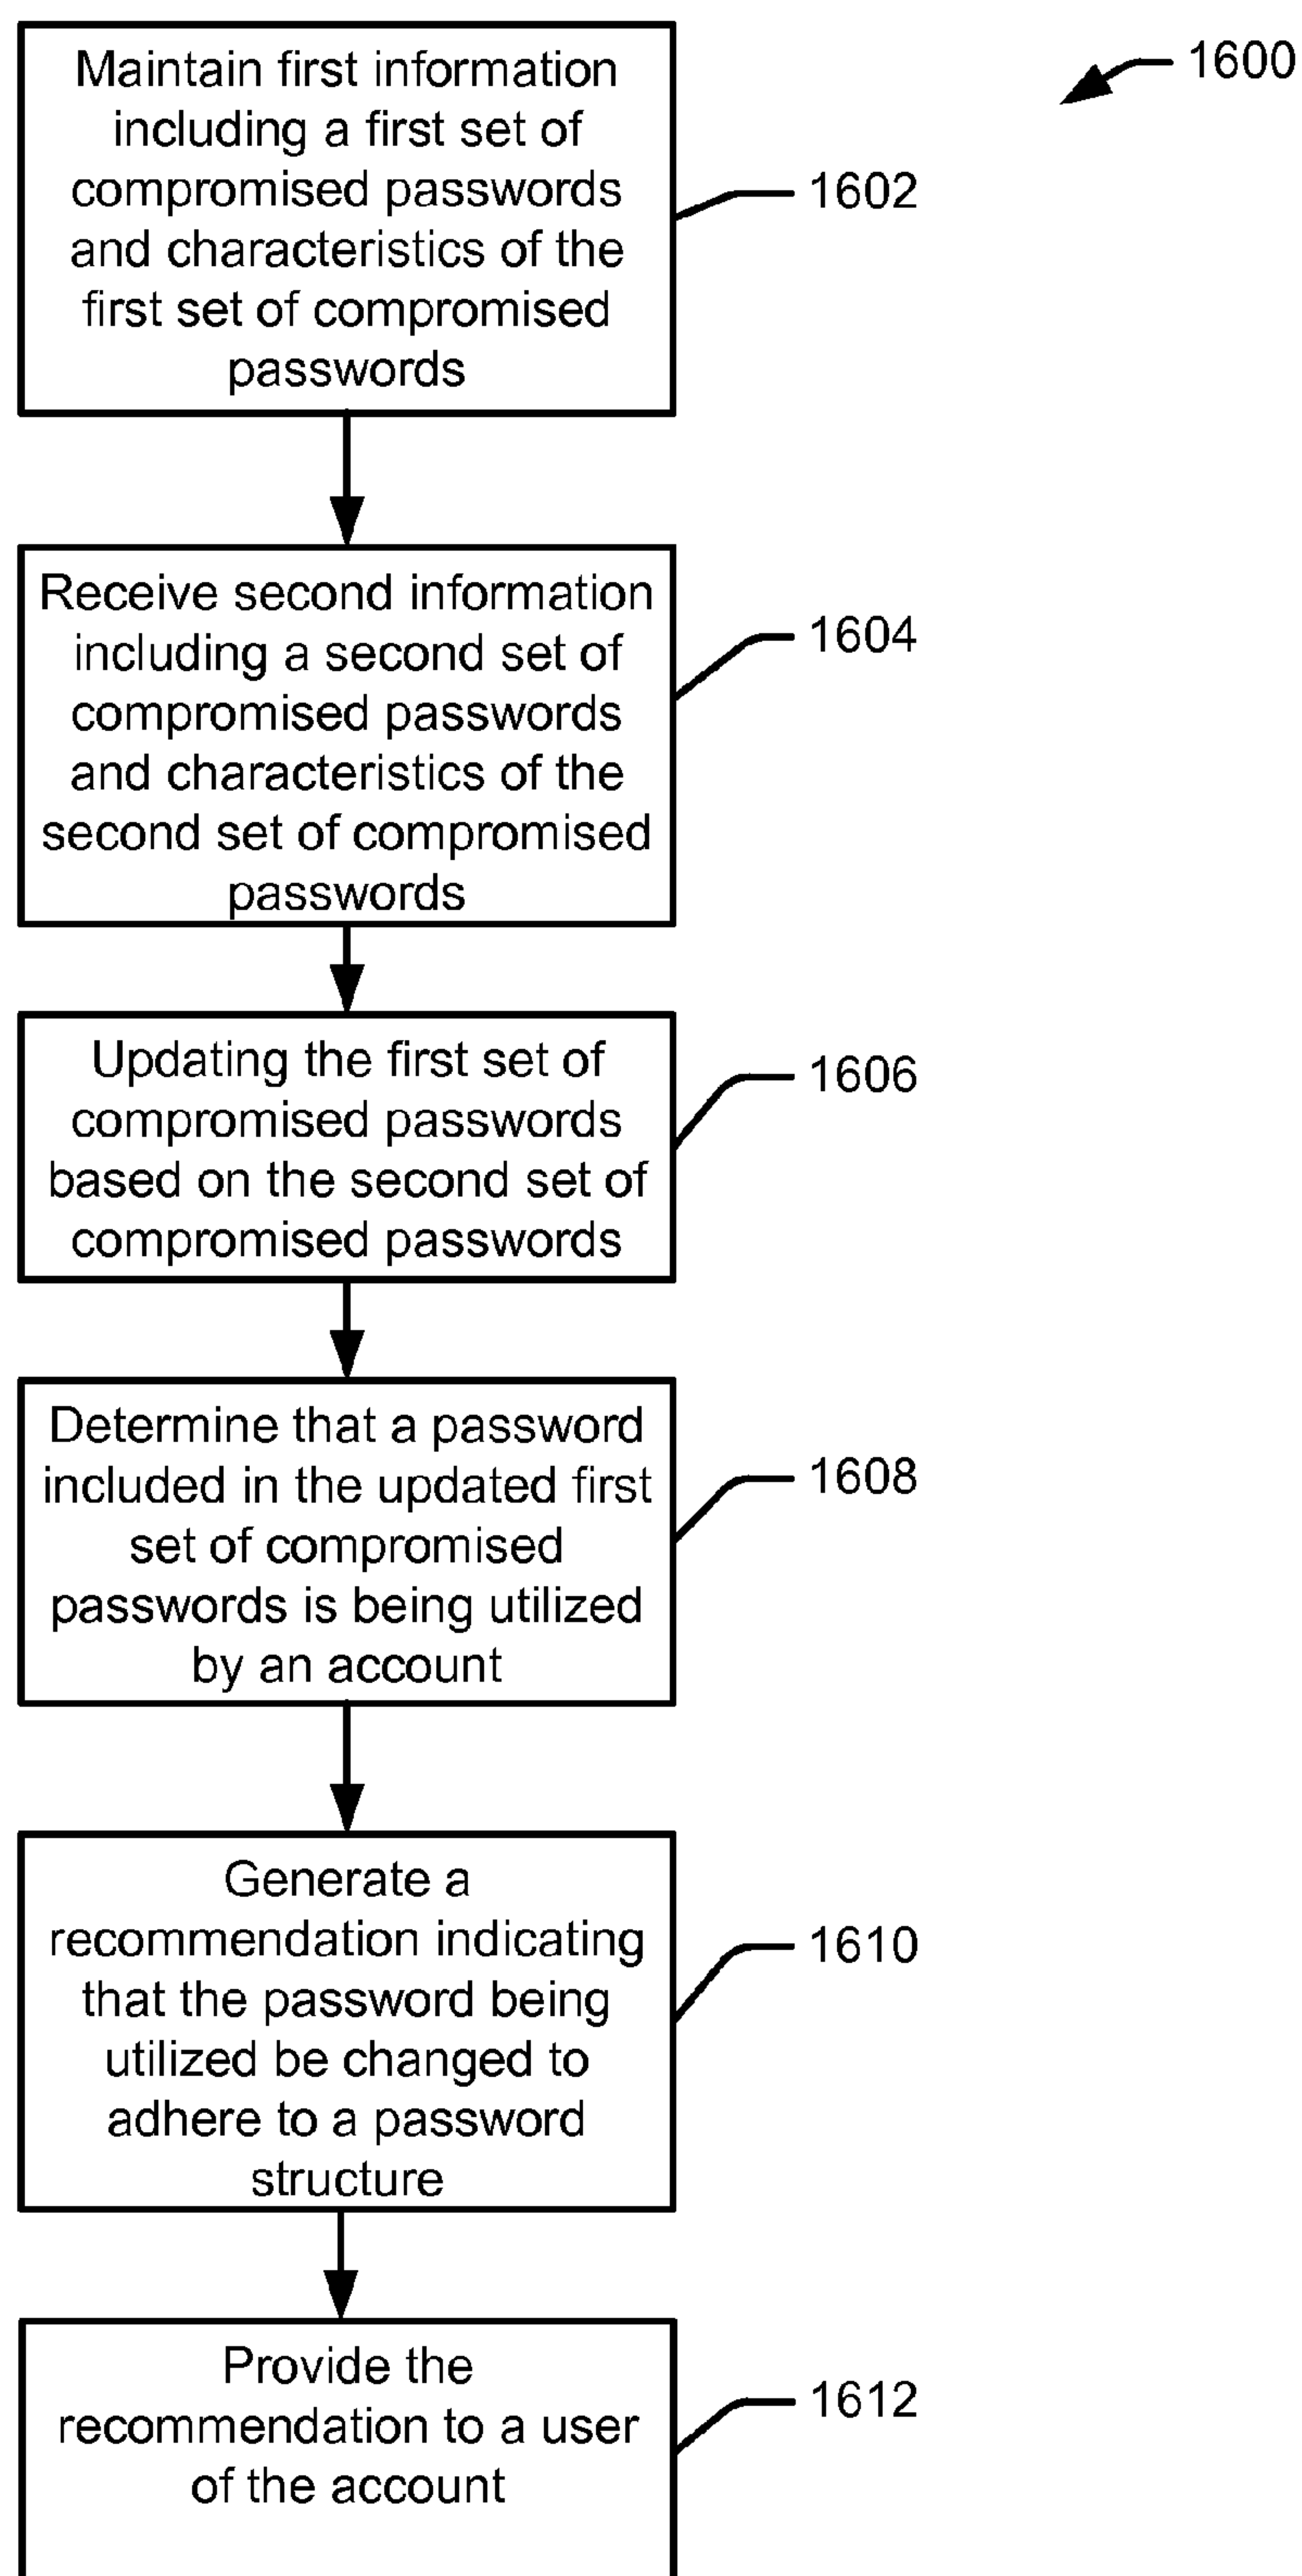 1600
Maintain first information
including a first set of
compromised passwords
and characteristics of the
first set of compromised
passwords
1602
Receive second information
including a second set of
compromised passwords
and characteristics of the
second set of compromised
passwords
1604
Updating the first set of
compromised passwords
based on the second set of
compromised passwords
1606
Determine that a password
included in the updated first
set of compromised
passwords is being utilized
by an account
1608
Generate a
recommendation indicating
that the password being
utilized be changed to
adhere to a password
structure
1610
Provide the
recommendation to a user
of the account
1612